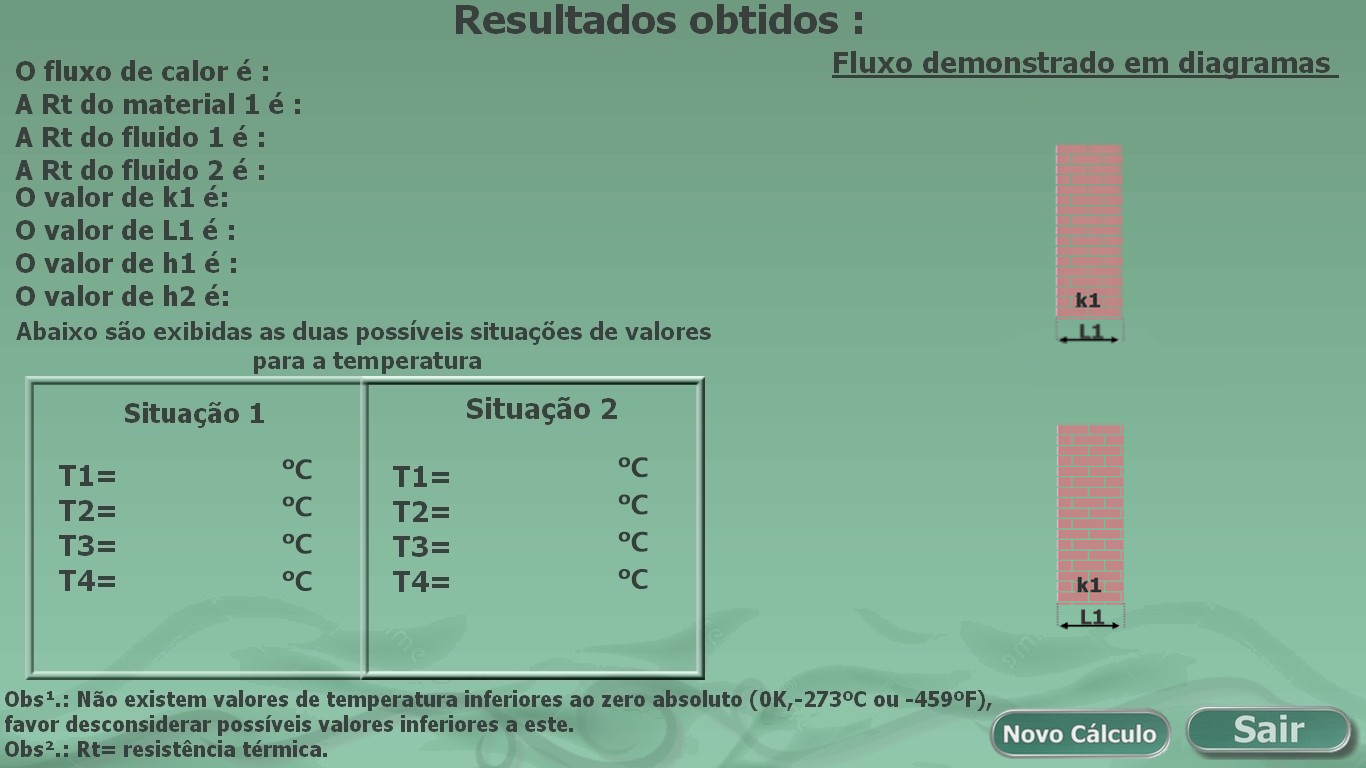 Resultados obtidos :
O fluxo de calor é :
A Rt do material 1 é :
A Rt do fluido 1 é :
A Rt do fluido 2 é :
O valor de k1 é:
O valor de L1 é :
O valor de h1 é :
O valor de h2 é:
Abaixo são exibidas as duas possíveis situações de valores
para a temperatura
Situação 1
T1= ºC
T2= ºC
T3= ºC
T4= ºC
Situação 2
T1= ºC
T2= ºC
T3= ºC
T4= ºC
Fluxo demonstrado em diagramas
k1
L1
k1
L1
Obs¹.: Não existem valores de temperatura inferiores ao zero absoluto (0K,-273ºC ou -459ºF),
favor desconsiderar possíveis valores inferiores a este.
Obs².: Rt= resistência térmica.
Novo Cálculo
Sair